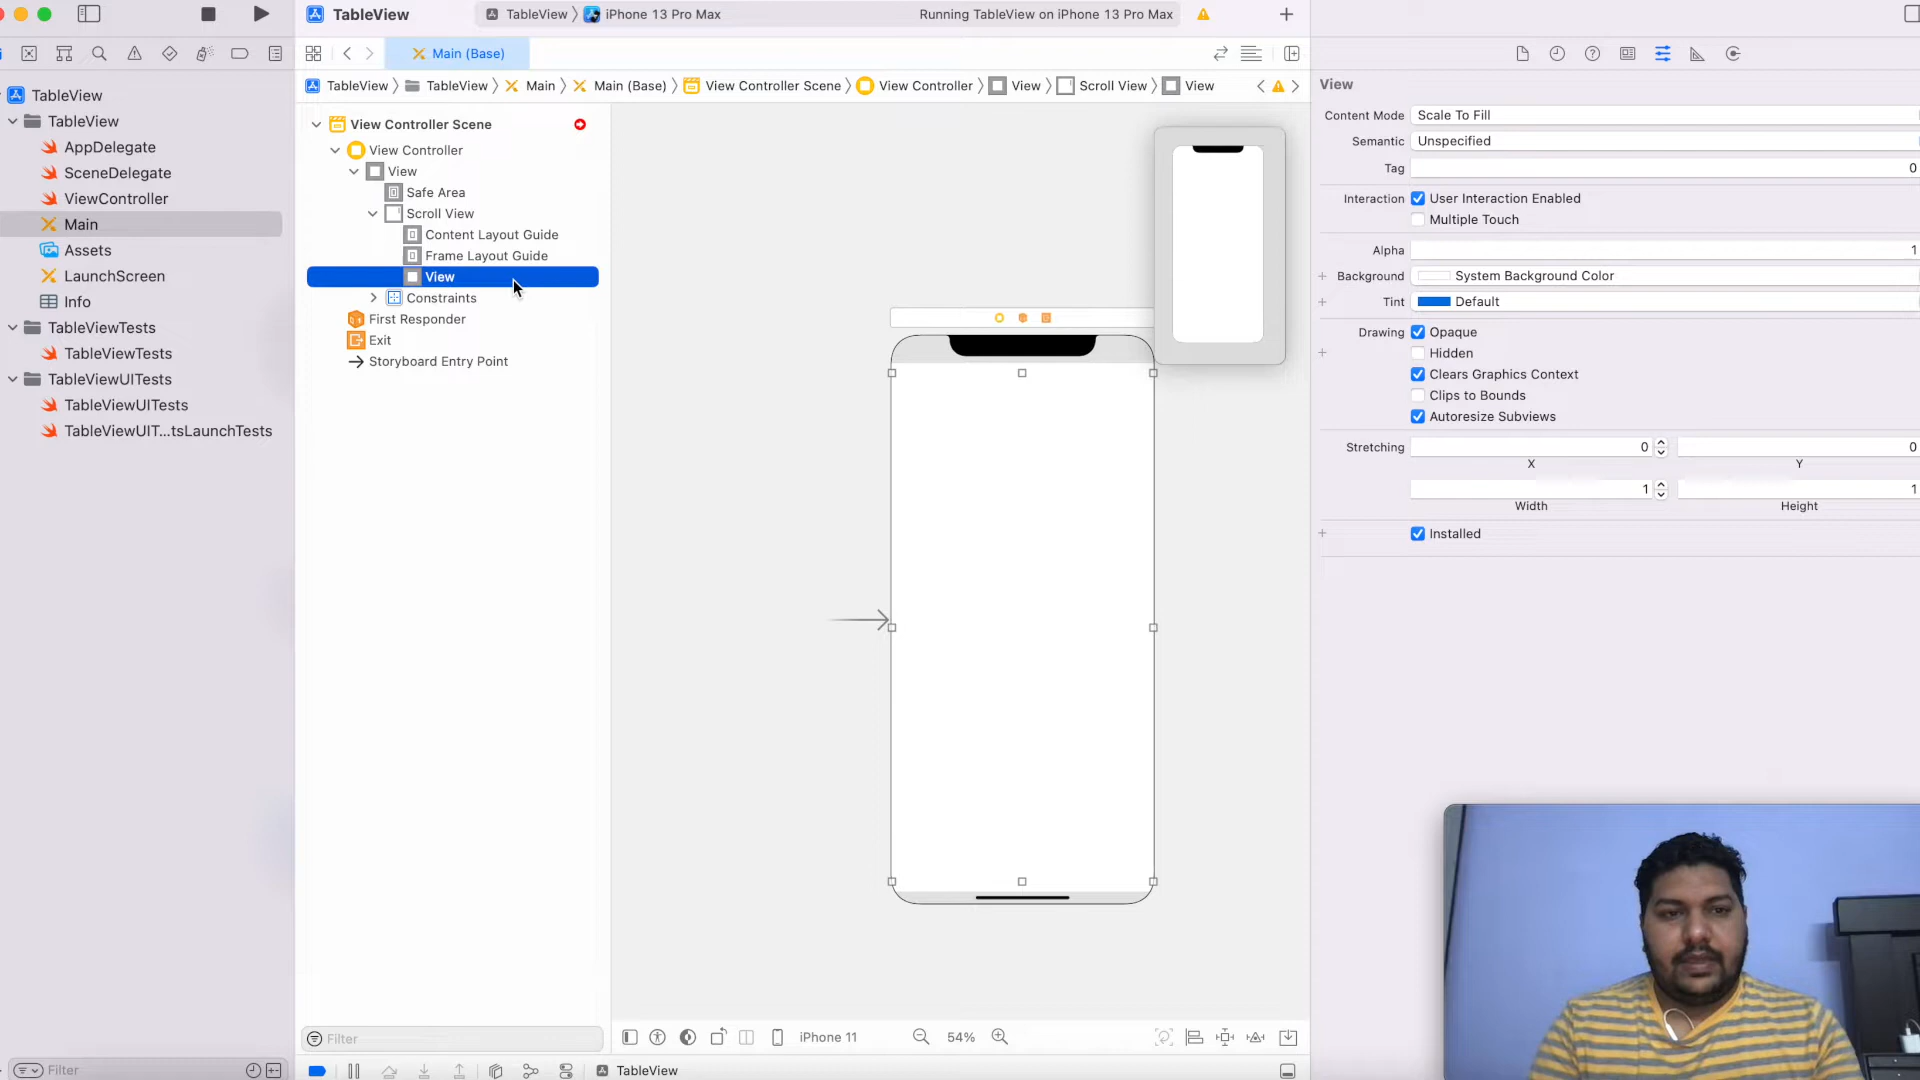 TableView
TableView
iPhone 13 Pro Max
Running TableView on iPhone 13 Pro Max
Main (Base)
TableView
TableView
Main
Main (Base)
View Controller Scene
View Controller
View
Scroll View
View
TableView
TableView
AppDelegate
SceneDelegate
ViewController
Main
Assets
LaunchScreen
Info
TableViewTests
TableViewTests
TableViewUITests
TableViewUITests
TableViewUIT...tsLaunchTests
Filter
View Controller Scene
View Controller
View
Safe Area
Scroll View
Content Layout Guide
Frame Layout Guide
View
Constraints
First Responder
Exit
Storyboard Entry Point
Filter
iPhone 11
54%
TableView
View
Content Mode
Scale To Fill
Semantic
Unspecified
Tag
0
Interaction
User Interaction Enabled
Multiple Touch
Alpha
1
Background
System Background Color
Tint
Default
Drawing
Opaque
Hidden
Clears Graphics Context
Clips to Bounds
Autoresize Subviews
Stretching
0
0
X
Y
1
1
Width
Height
Installed